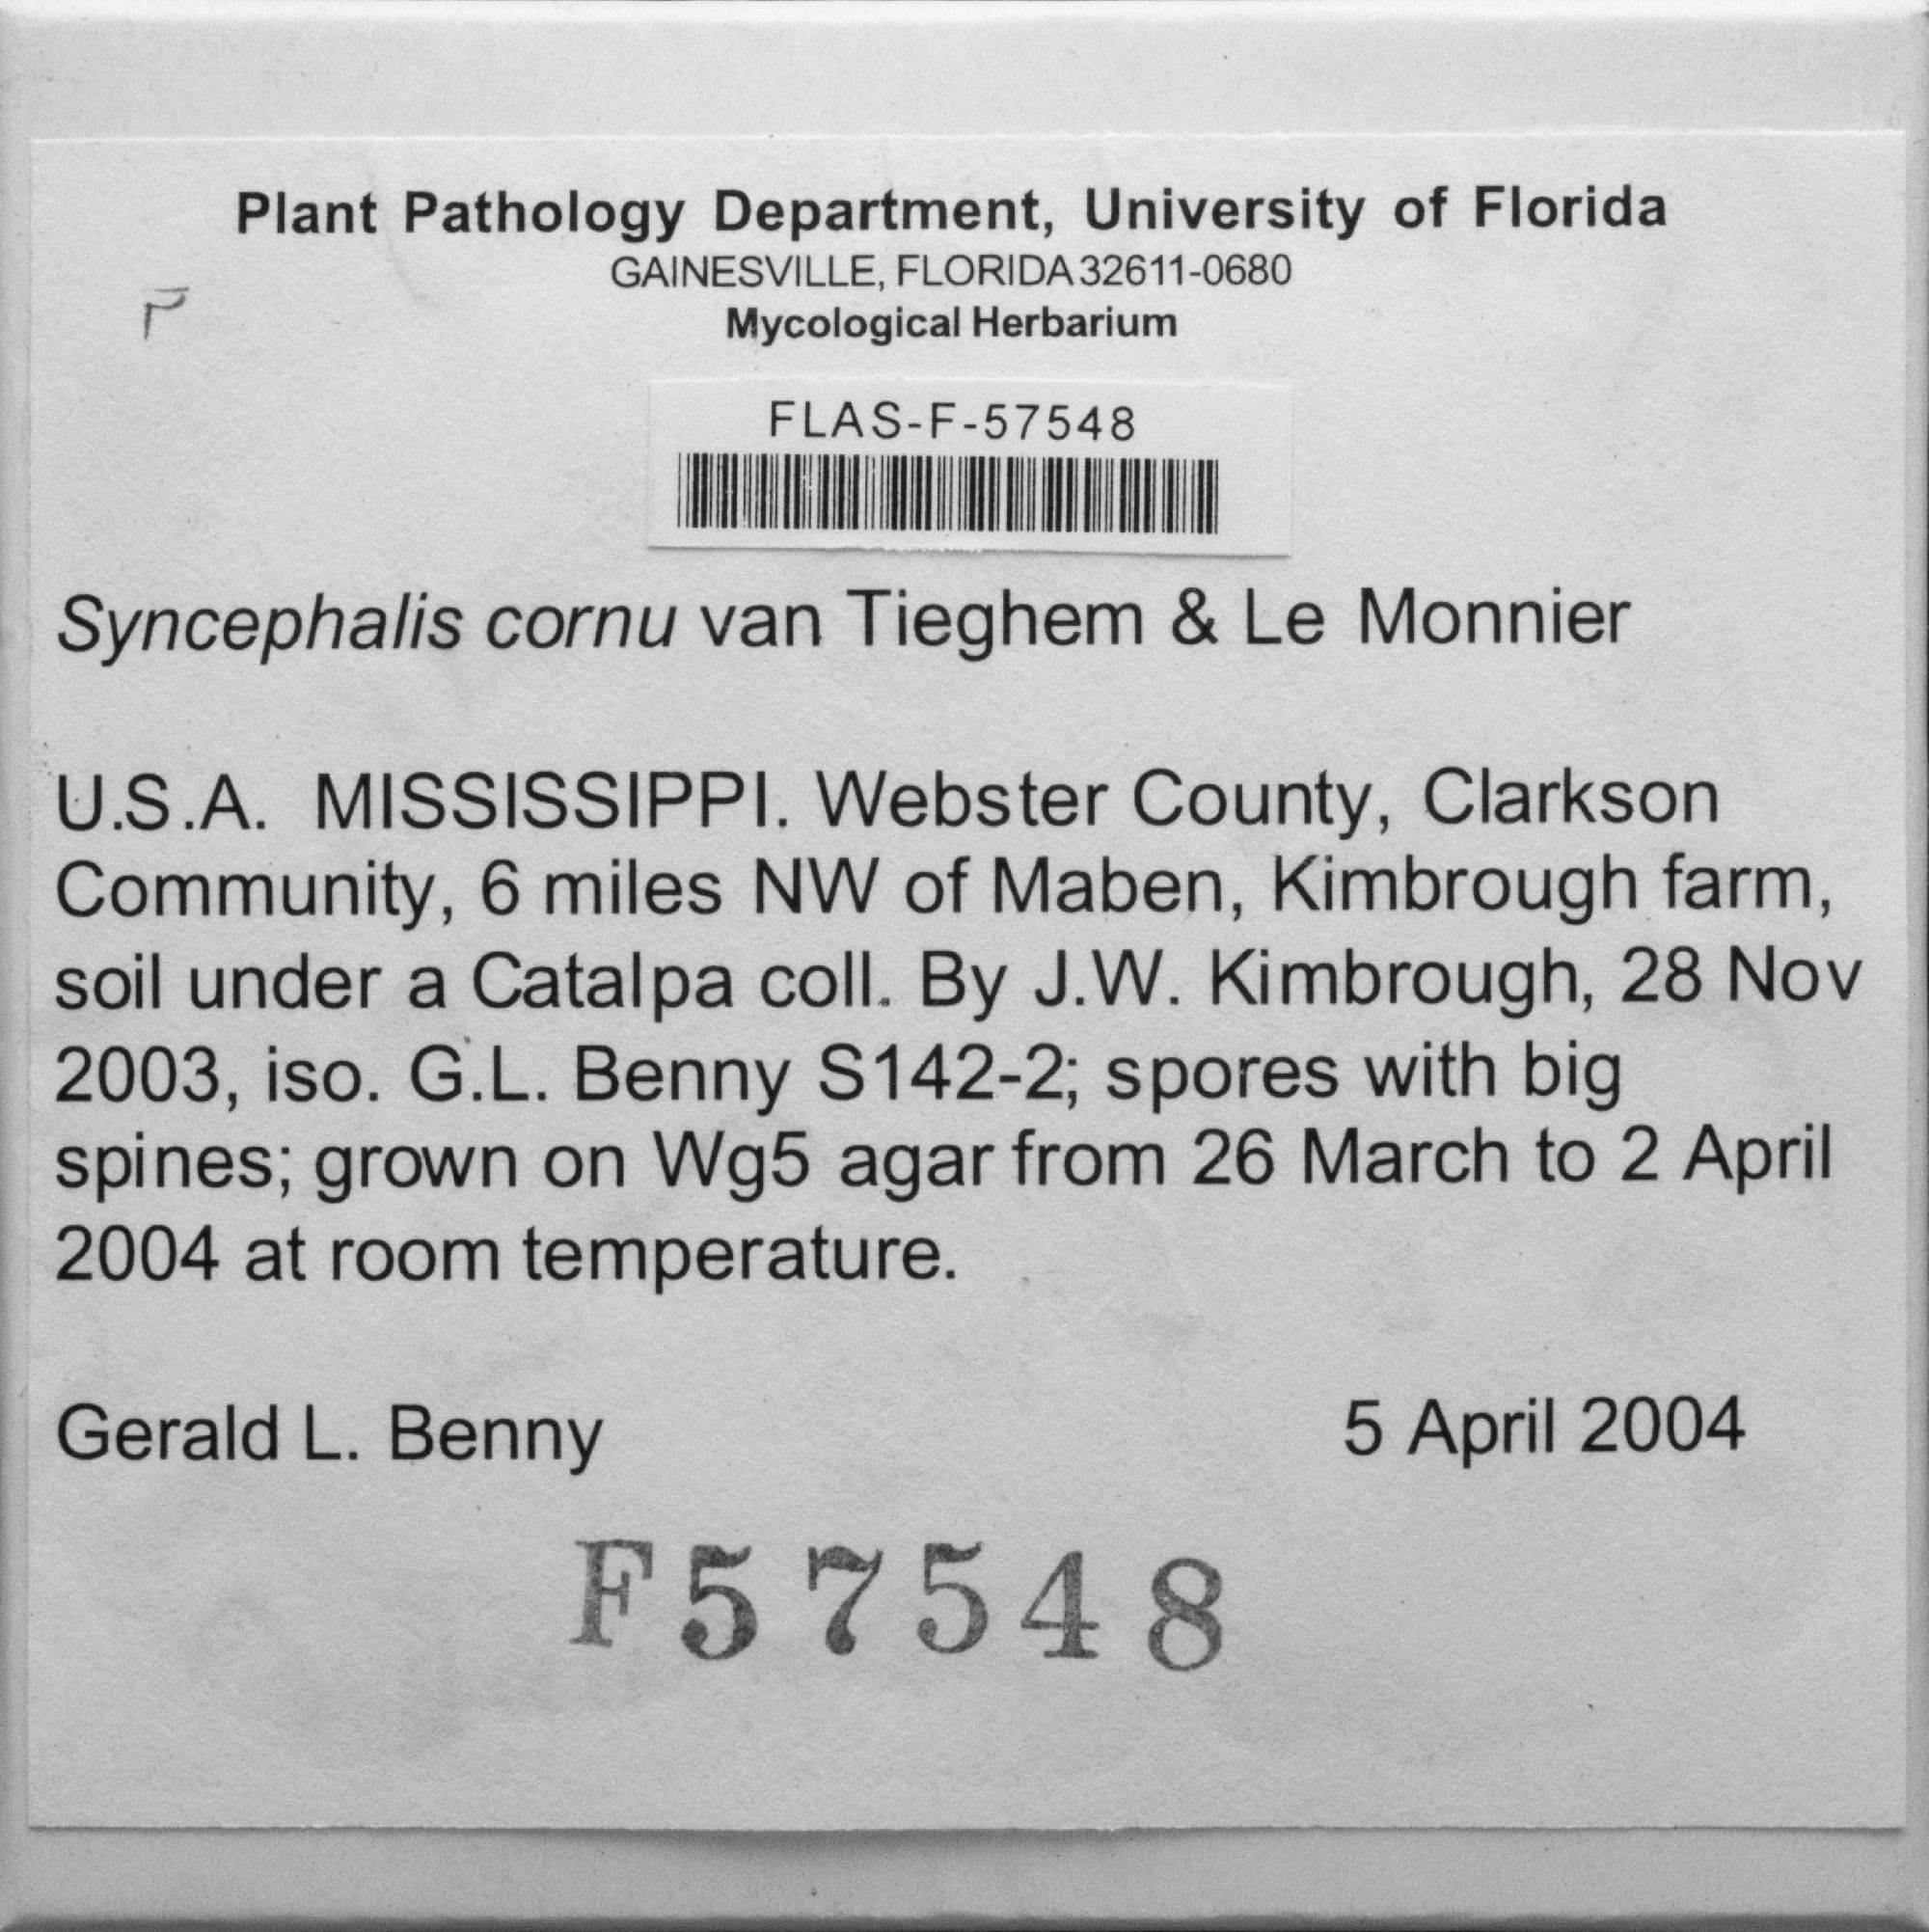 Plant Pathology Department, University of Florida
GAINESVILLE, FLORIDA 32611-0680
Mycological Herbarium
FLAS-F-57548
Syncephalis cornu van Tieghem & Le Monnier
U.S.A. MISSISSIPPI. Webster County, Clarkson
Community, 6 miles NW of Maben, Kimbrough farm,
soil under a Catalpa coll. By J.W. Kimbrough, 28 Nov
2003, iso. G.L. Benny S142-2; spores with big
spines; grown on Wg5 agar from 26 March to 2 April
2004 at room temperature.
Gerald L. Benny 5 April 2004
F57548